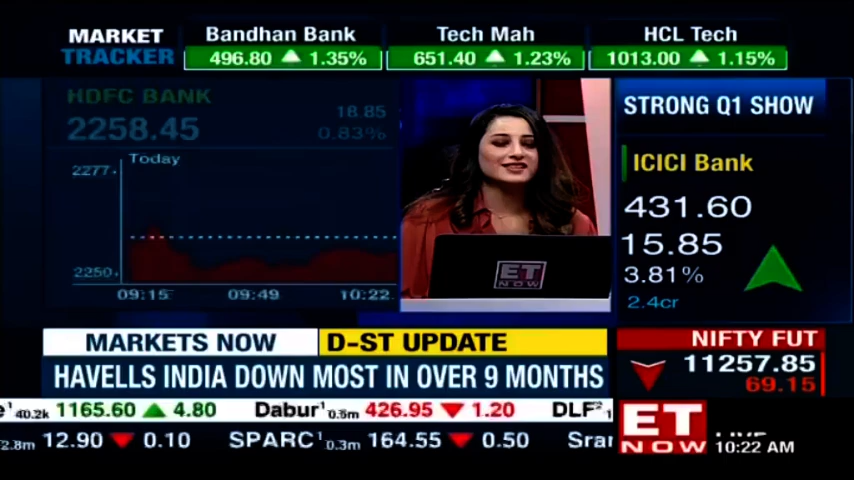 MARKET
TRACKER
Bandhan Bank
496.80 1.35%
Tech Mah
651.40 1.23%
HCL Tech
1013.00 1.15%
HDFC BANK
2258.45
18.85
0.83%
Today
2277
2250
09:15 09:49 10:22
ET
NOW
STRONG Q1 SHOW
ICICI Bank
431.60
15.85
3.81%
2.4cr
MARKETS NOW
D-ST UPDATE
HAVELLS INDIA DOWN MOST IN OVER 9 MONTHS
NIFTY FUT
11257.85
69.15
40.2k 1165.60 4.80 Dabur 0.5m 426.95 1.20 DLF
2.8m 12.90 0.10 SPARC 0.3m 164.55 0.50
ET
NOW
10:22 AM